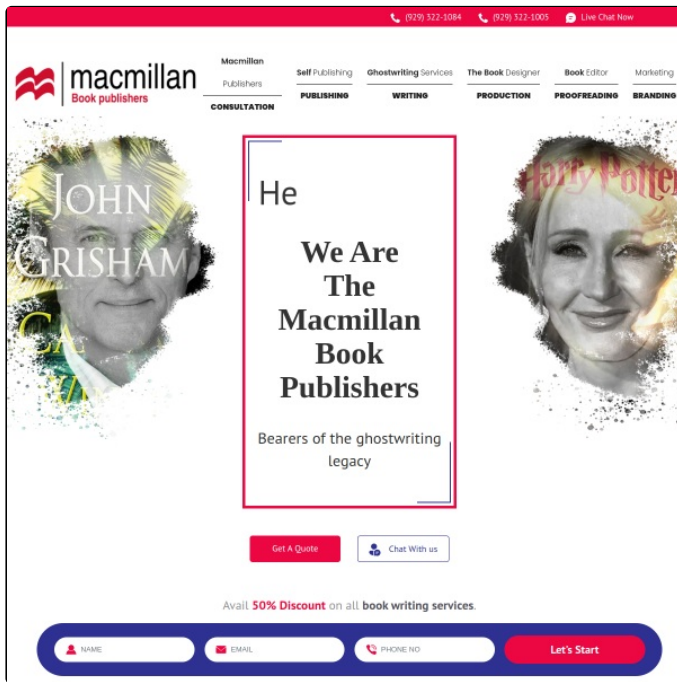 (929) 322-1084 (929) 322-1005 Live Chat Now
macmillan
Book publishers
Macmillan
Publishers
CONSULTATION
Self Publishing
PUBLISHING
Ghostwriting Services
WRITING
The Book Designer
PRODUCTION
Book Editor
PROOFREADING
Marketing
BRANDING
JOHN
GRISHAM
Harry Potter
He
We Are
The
Macmillan
Book
Publishers
Bearers of the ghostwriting
legacy
Get A Quote
Chat With us
Avail 50% Discount on all book writing services.
NAME
EMAIL
PHONE NO
Let's Start